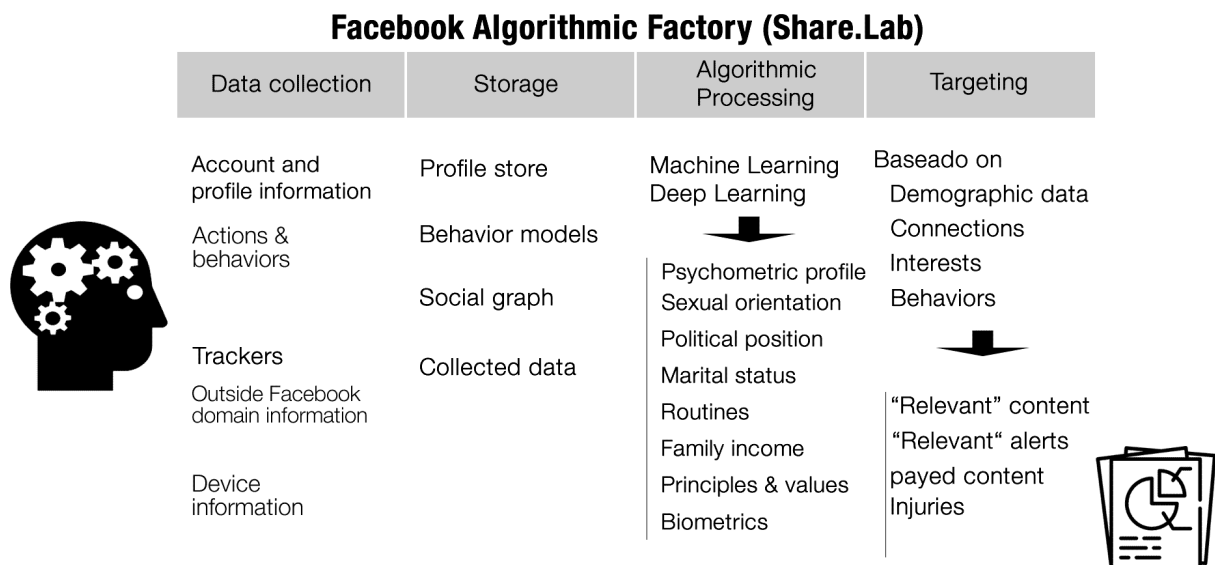 Facebook Algorithmic Factory (Share.Lab)
Data collection
Storage
Algorithmic
Processing
Targeting
Account and
profile information
Actions &
behaviors
Trackers
Outside Facebook
domain information
Device
information
Profile store
Behavior models
Social graph
Collected data
Machine Learning
Deep Learning
Psychometric profile
Sexual orientation
Political position
Marital status
Routines
Family income
Principles & values
Biometrics
Baseado on
Demographic data
Connections
Interests
Behaviors
“Relevant” content
“Relevant“ alerts
payed content
Injuries